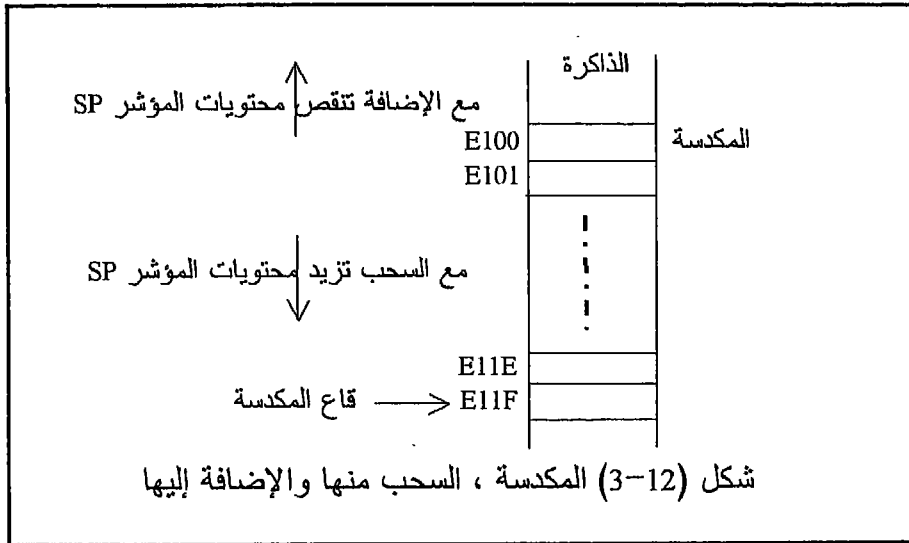 الذاكرة
مع الإضافة تنقص محتويات المؤشر SP
E100
المكدسة
E101
مع السحب تزيد محتويات المؤشر SP
E11E
قاع المكدسة
E11F
شكل (12-3) المكدسة ، السحب منها والإضافة إليها